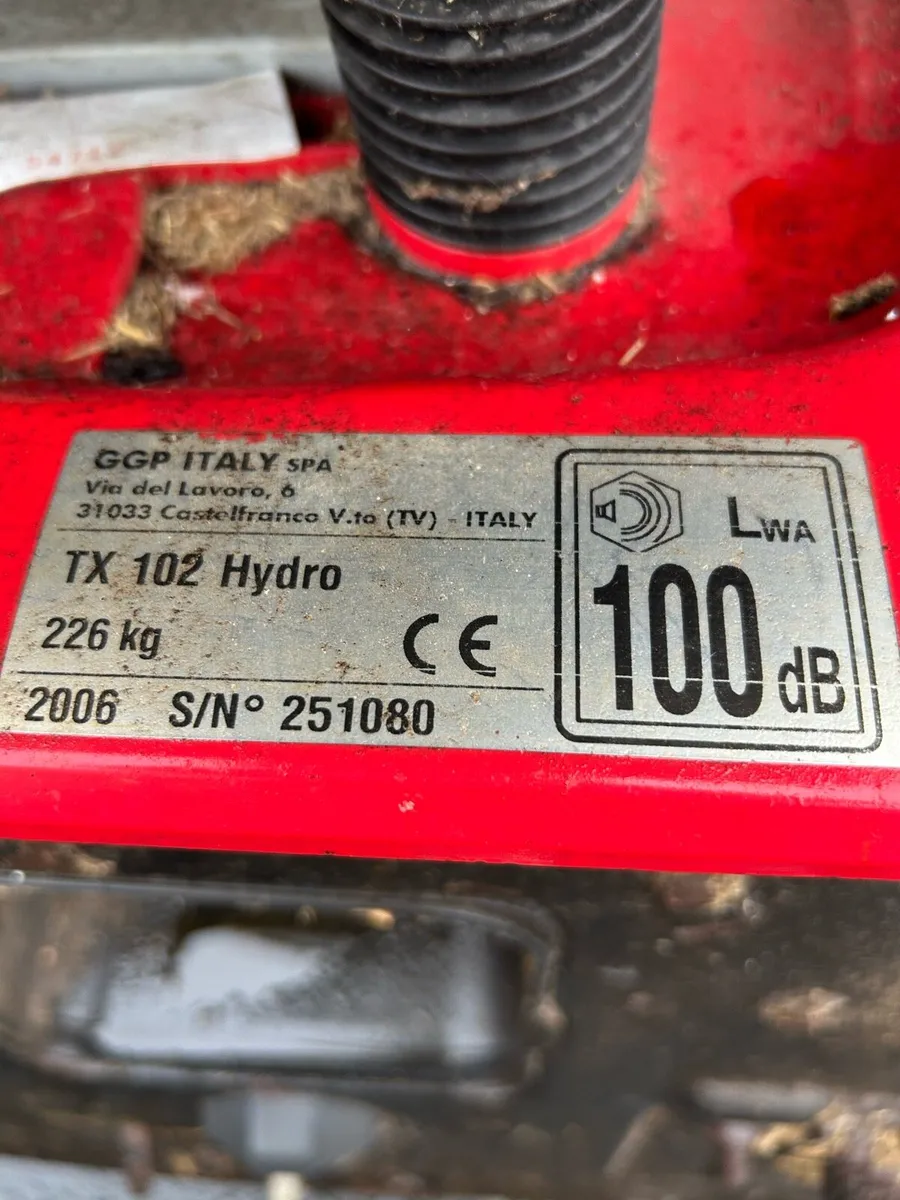 GGP ITALY SPA
Via del Lavoro, 6
31033 Castelfranco V.to (TV) - ITALY
TX 102 Hydro
226 kg
CE
2006 S/N° 251080
LWA
100 dB